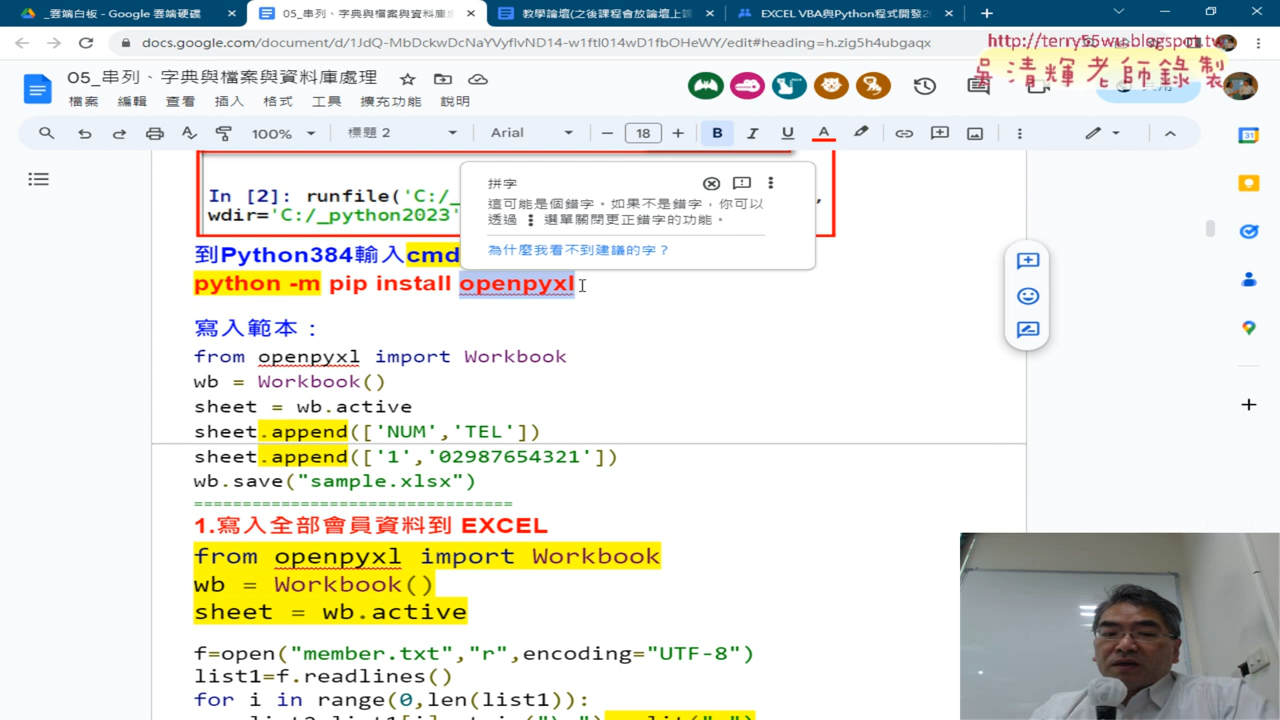 _雲端白板 - Google 雲端硬碟
05_串列、字典與檔案與資料庫處
教學論壇(之後課程會放論壇上課
EXCEL VBA與Python程式開發2
docs.google.com/document/d/1JdQ-MbDckwDcNaYVyflvND14-w1ftI014wD1fbOHeWY/edit#heading=h.zig5h4ubgaqx
http://terry55wu.blogspot.tw
吳清輝老師錄製
05_串列、字典與檔案與資料庫處理
檔案 編輯 查看 插入 格式 工具 擴充功能 說明
100% 標題 2 Arial 18 B I U A
31
In [2]: runfile('C:/_
wdir='C:/_python2023'
拼字
這可能是個錯字。如果不是錯字，你可以
透過 ⋮ 選單關閉更正錯字的功能。
為什麼我看不到建議的字？
到Python384輸入cmd
python -m pip install openpyxl
寫入範本：
from openpyxl import Workbook
wb = Workbook()
sheet = wb.active
sheet.append(['NUM','TEL'])
sheet.append(['1','02987654321'])
wb.save("sample.xlsx")
=================================
1.寫入全部會員資料到 EXCEL
from openpyxl import Workbook
wb = Workbook()
sheet = wb.active
f=open("member.txt","r",encoding="UTF-8")
list1=f.readlines()
for i in range(0,len(list1)):